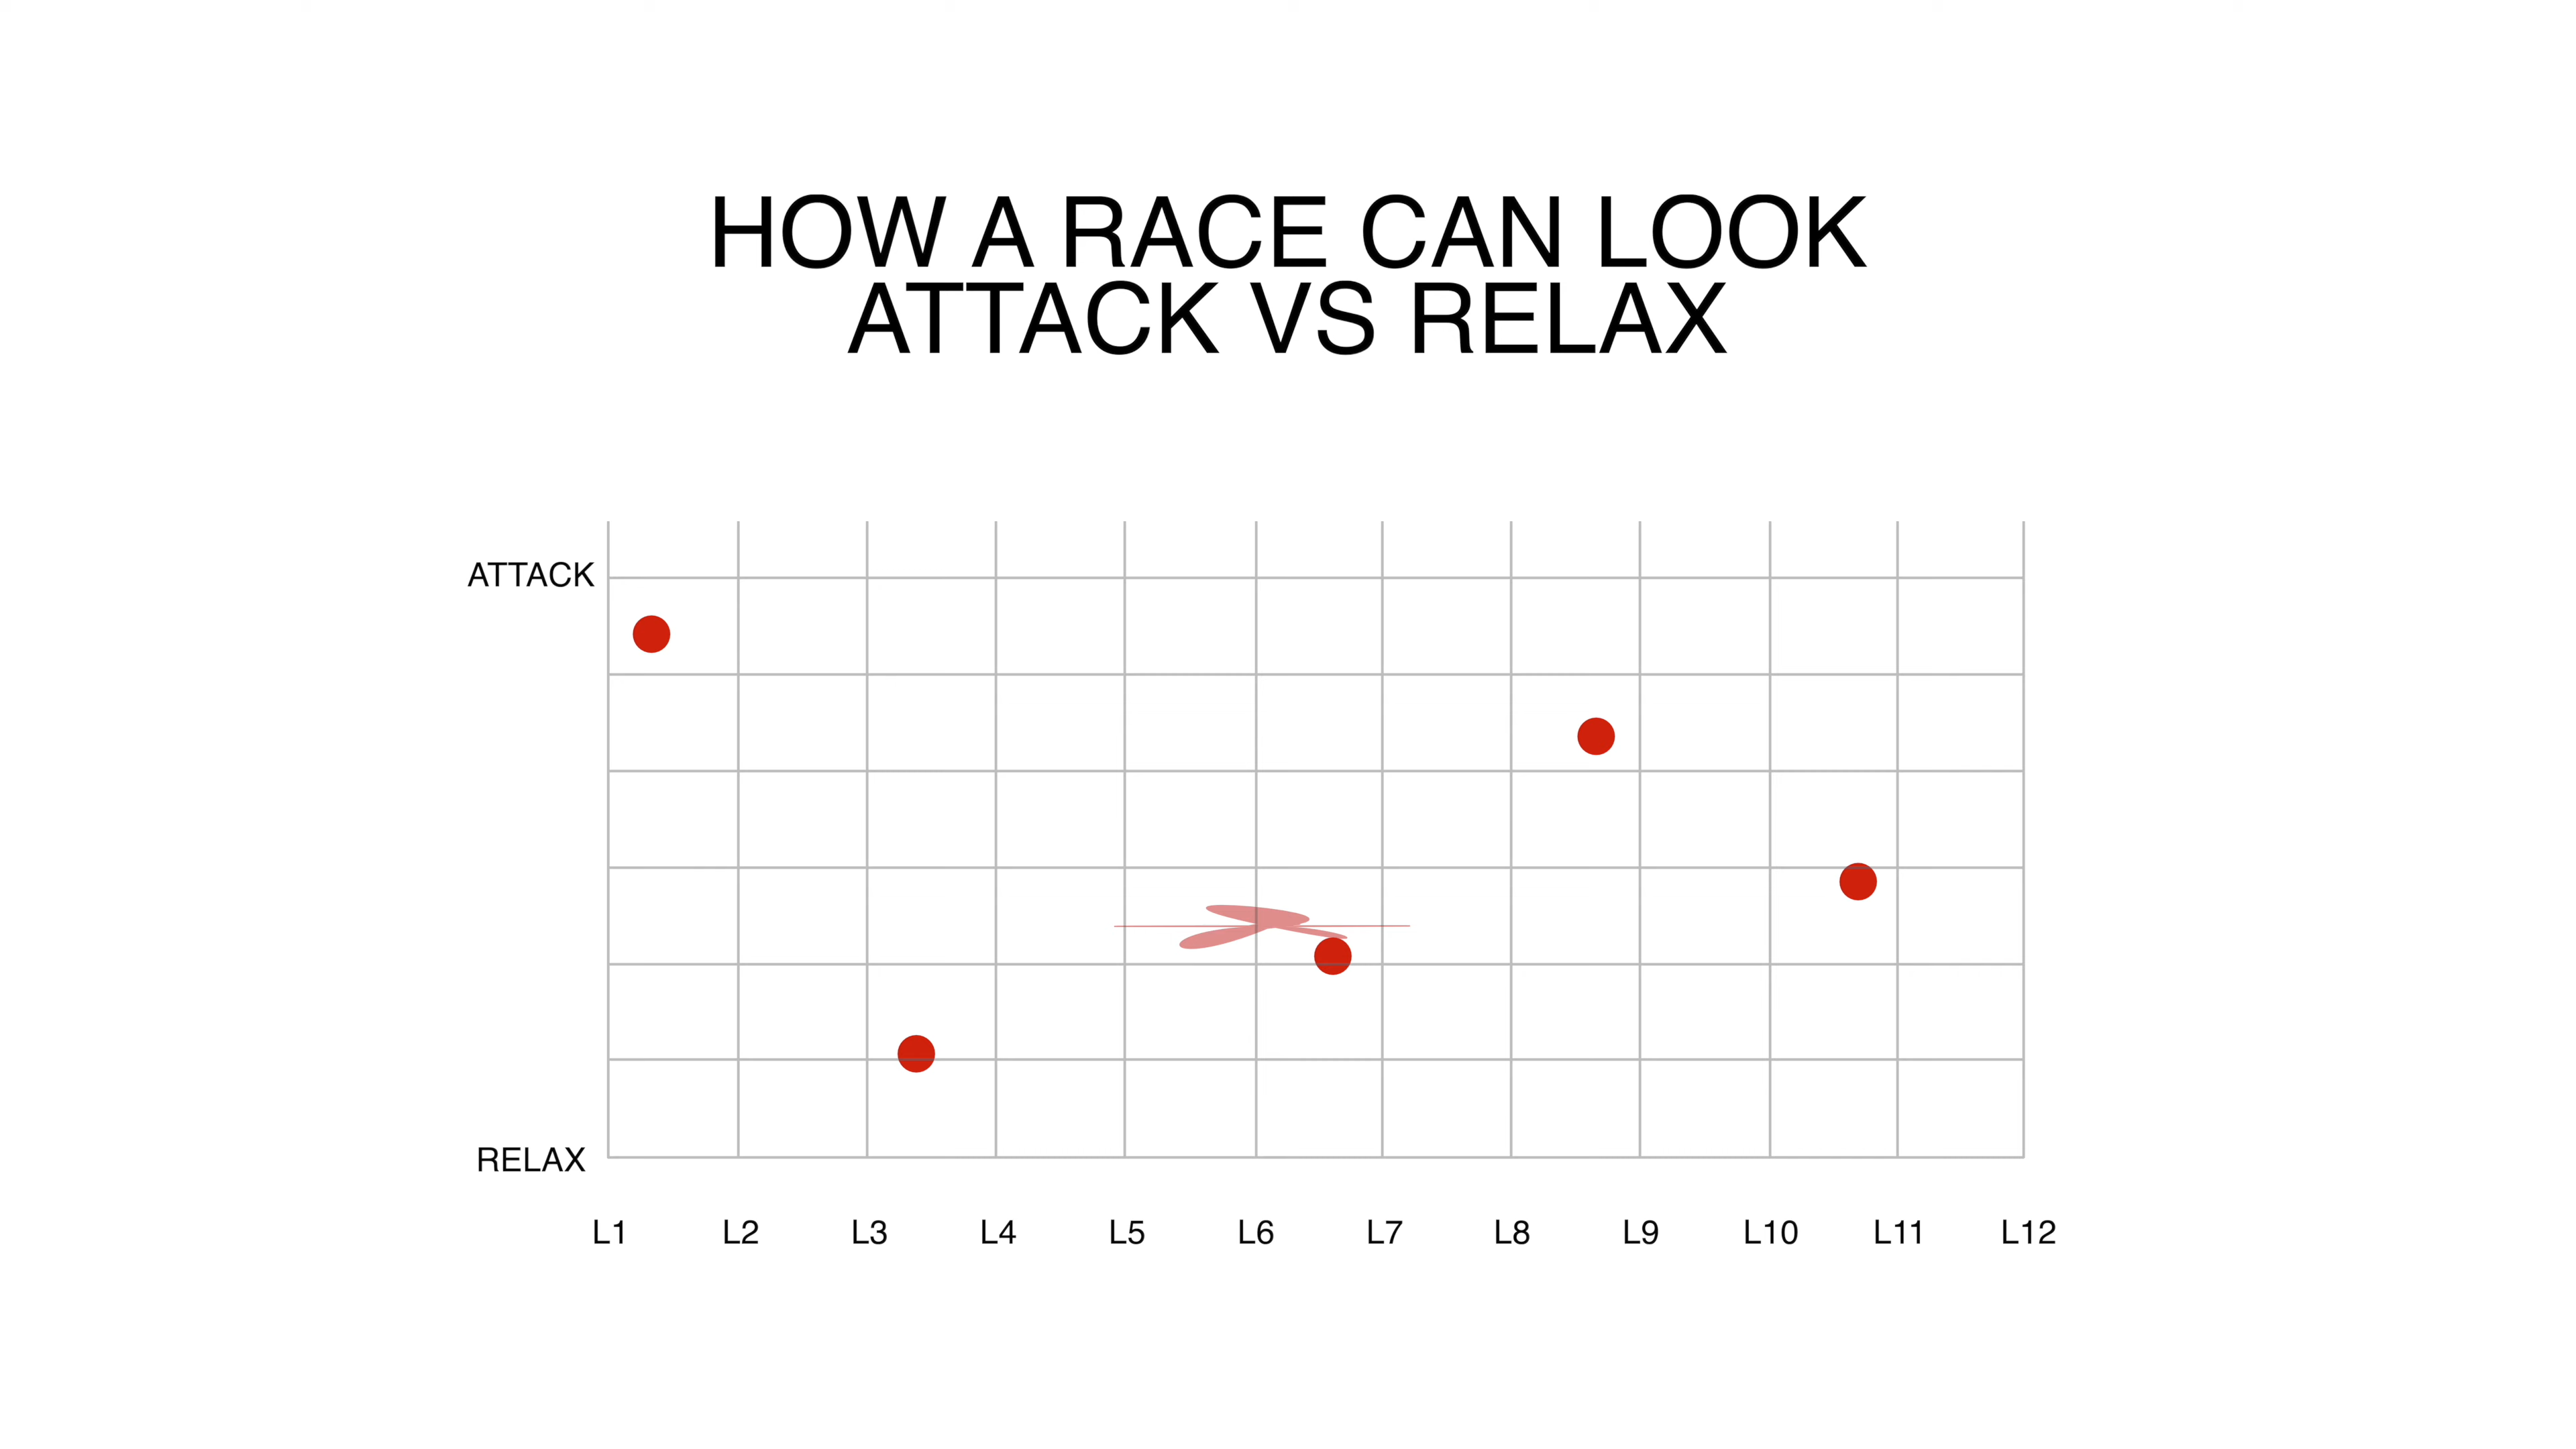 HOW A RACE CAN LOOK
ATTACK VS RELAX
ATTACK
RELAX
L1 L2 L3 L4 L5 L6 L7 L8 L9 L10 L11 L12